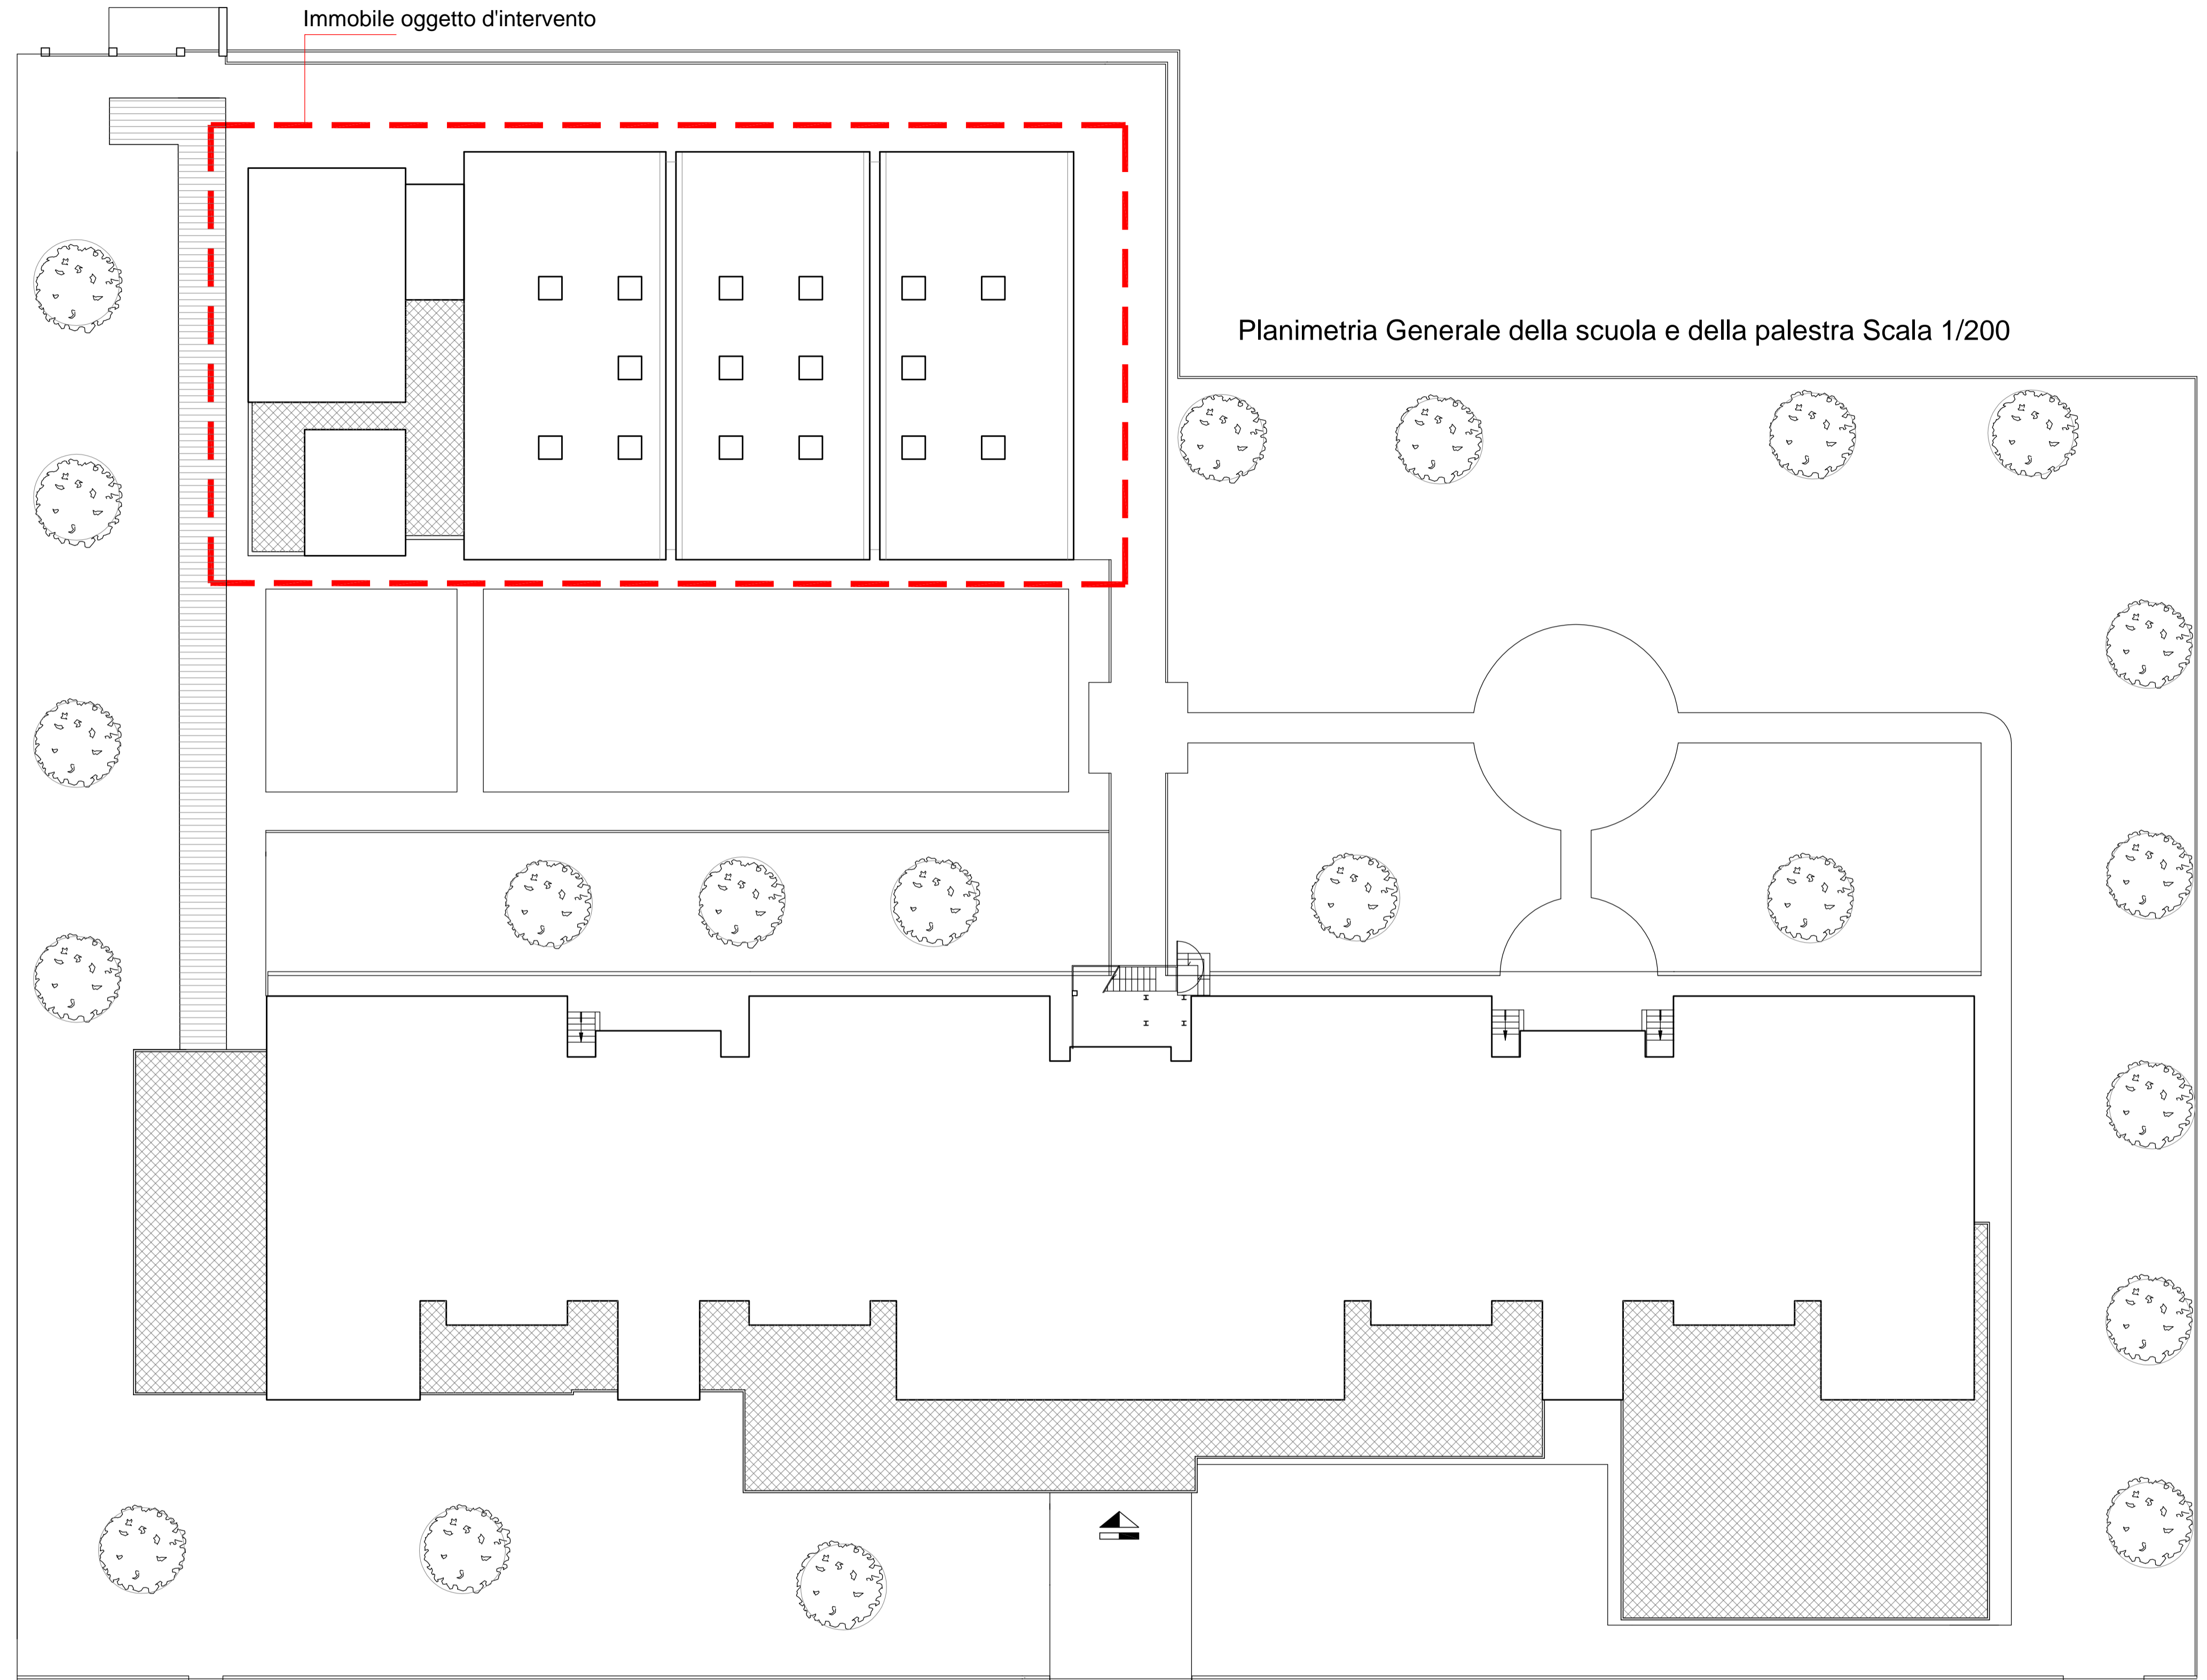 Immobile oggetto d'intervento
Planimetria Generale della scuola e della palestra Scala 1/200